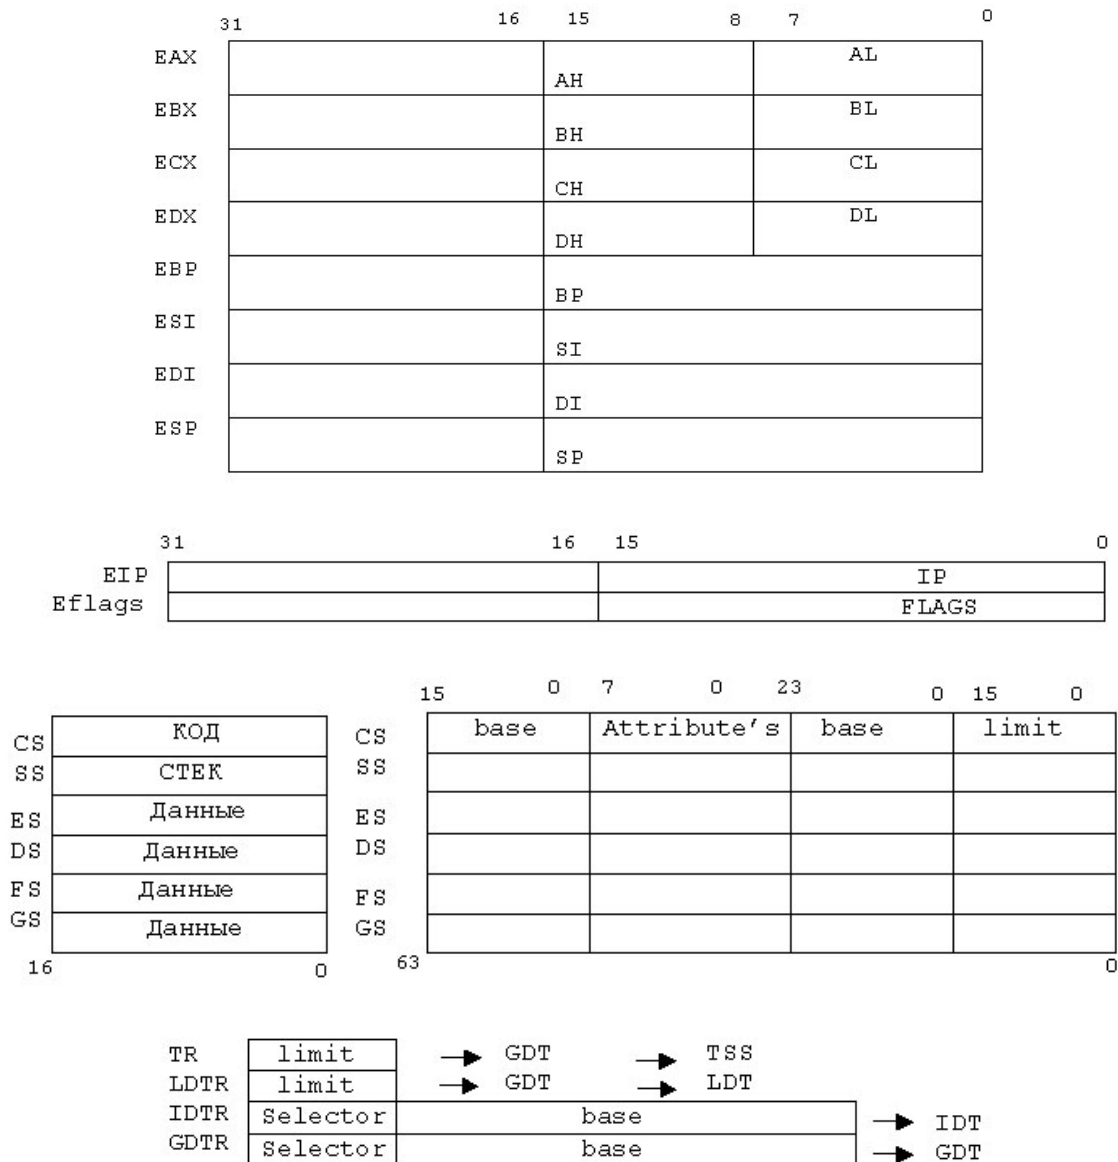 31 16 15 8 7 0
EAX AL
AH
EBX BL
BH
ECX CL
CH
EDX DL
DH
EBP
BP
ESI
SI
EDI
DI
ESP
SP
31 16 15 0
EIP IP
Eflags FLAGS
15 0 7 0 23 0 15 0
CS КОД CS base Attribute's base limit
SS СТЕК SS
ES Данные ES
DS Данные DS
FS Данные FS
GS Данные GS
16 0 63 0
TR limit GDT TSS
LDTR limit GDT LDT
IDTR Selector base IDT
GDTR Selector base GDT